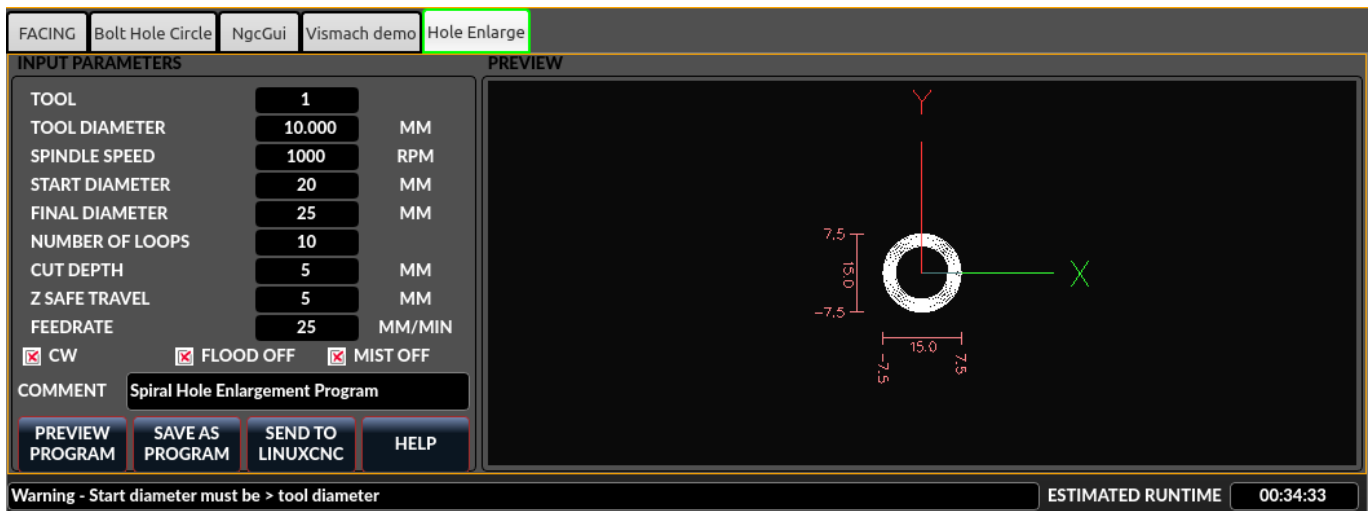 FACING Bolt Hole Circle NgcGui Vismach demo Hole Enlarge
INPUT PARAMETERS
TOOL 1
TOOL DIAMETER 10.000 MM
SPINDLE SPEED 1000 RPM
START DIAMETER 20 MM
FINAL DIAMETER 25 MM
NUMBER OF LOOPS 10
CUT DEPTH 5 MM
Z SAFE TRAVEL 5 MM
FEEDRATE 25 MM/MIN
CW FLOOD OFF MIST OFF
COMMENT Spiral Hole Enlargement Program
PREVIEW PROGRAM
SAVE AS PROGRAM
SEND TO LINUXCNC
HELP
PREVIEW
Y
X
7.5
15.0
-7.5
15.0
-7.5
7.5
Warning - Start diameter must be > tool diameter
ESTIMATED RUNTIME 00:34:33